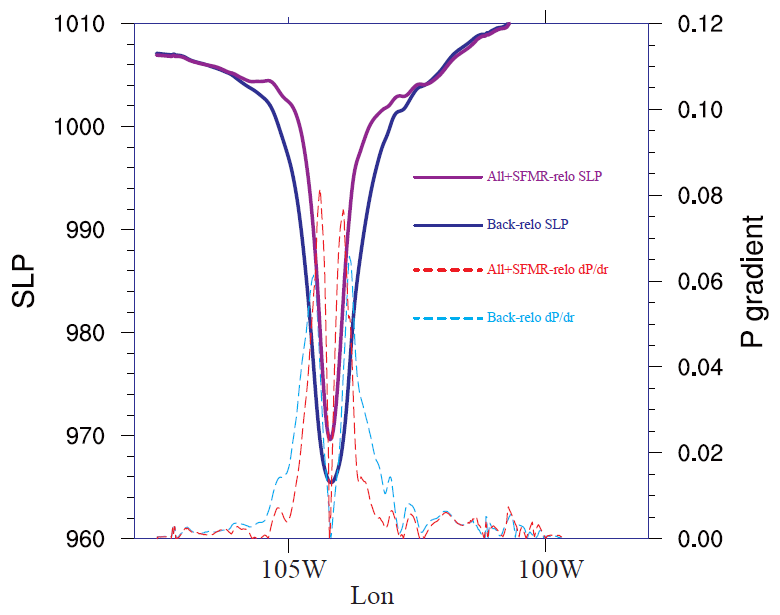 1010
1000
990
980
970
960
SLP
0.12
0.10
0.08
0.06
0.04
0.02
0.00
P gradient
All+SFMR-relo SLP
Back-relo SLP
All+SFMR-relo dP/dr
Back-relo dP/dr
105W
100W
Lon